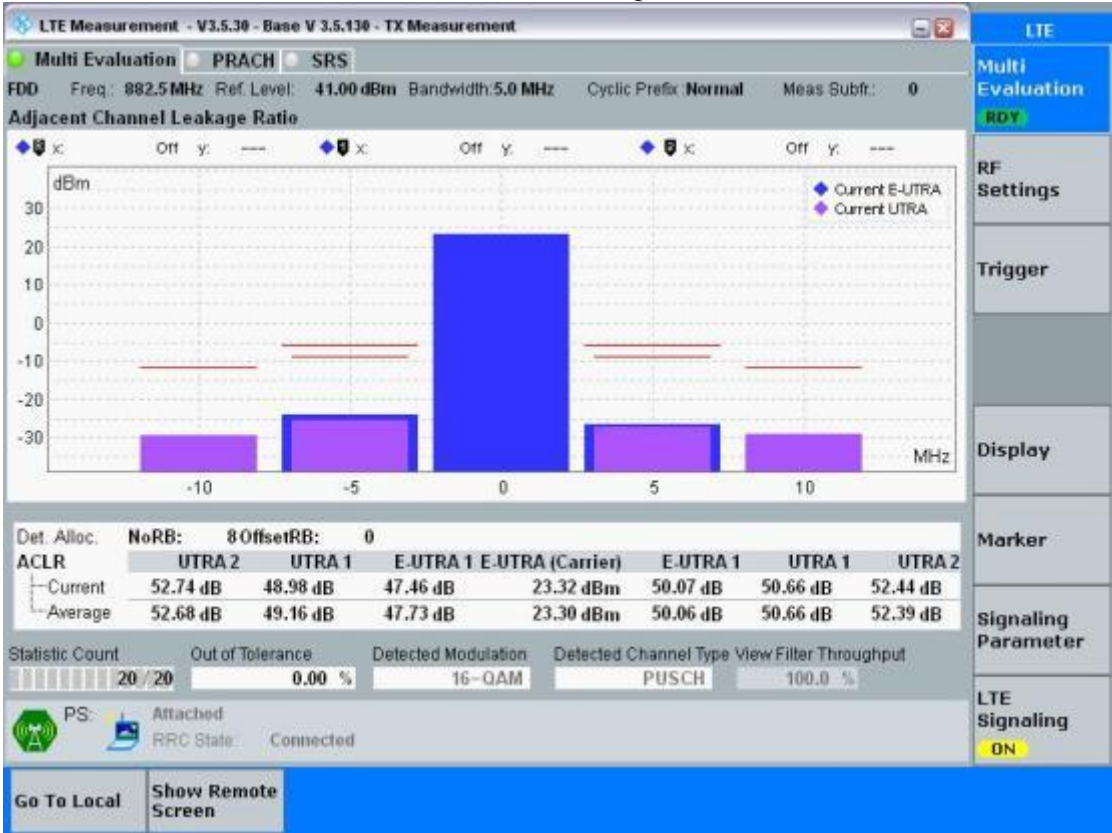 LTE Measurement - V3.5.30 - Base V 3.5.130 - TX Measurement
Multi Evaluation PRACH SRS
FDD Freq.: 882.5 MHz Ref. Level: 41.00 dBm Bandwidth: 5.0 MHz Cyclic Prefix: Normal Meas Subfr.: 0
Adjacent Channel Leakage Ratio
x: Off y: --- x: Off y: --- x: Off y: ---
dBm
Current E-UTRA
Current UTRA
30
20
10
0
-10
-20
-30
MHz
-10 -5 0 5 10
Det. Alloc. NoRB: 8 OffsetRB: 0
ACLR UTRA 2 UTRA 1 E-UTRA 1 E-UTRA (Carrier) E-UTRA 1 UTRA 1 UTRA 2
Current 52.74 dB 48.98 dB 47.46 dB 23.32 dBm 50.07 dB 50.66 dB 52.44 dB
Average 52.68 dB 49.16 dB 47.73 dB 23.30 dBm 50.06 dB 50.66 dB 52.39 dB
Statistic Count Out of Tolerance Detected Modulation Detected Channel Type View Filter Throughput
20 / 20 0.00 % 16-QAM PUSCH 100.0 %
PS: Attached
RRC State: Connected
Go To Local
Show Remote
Screen
LTE
Multi
Evaluation
RDY
RF
Settings
Trigger
Display
Marker
Signaling
Parameter
LTE
Signaling
ON